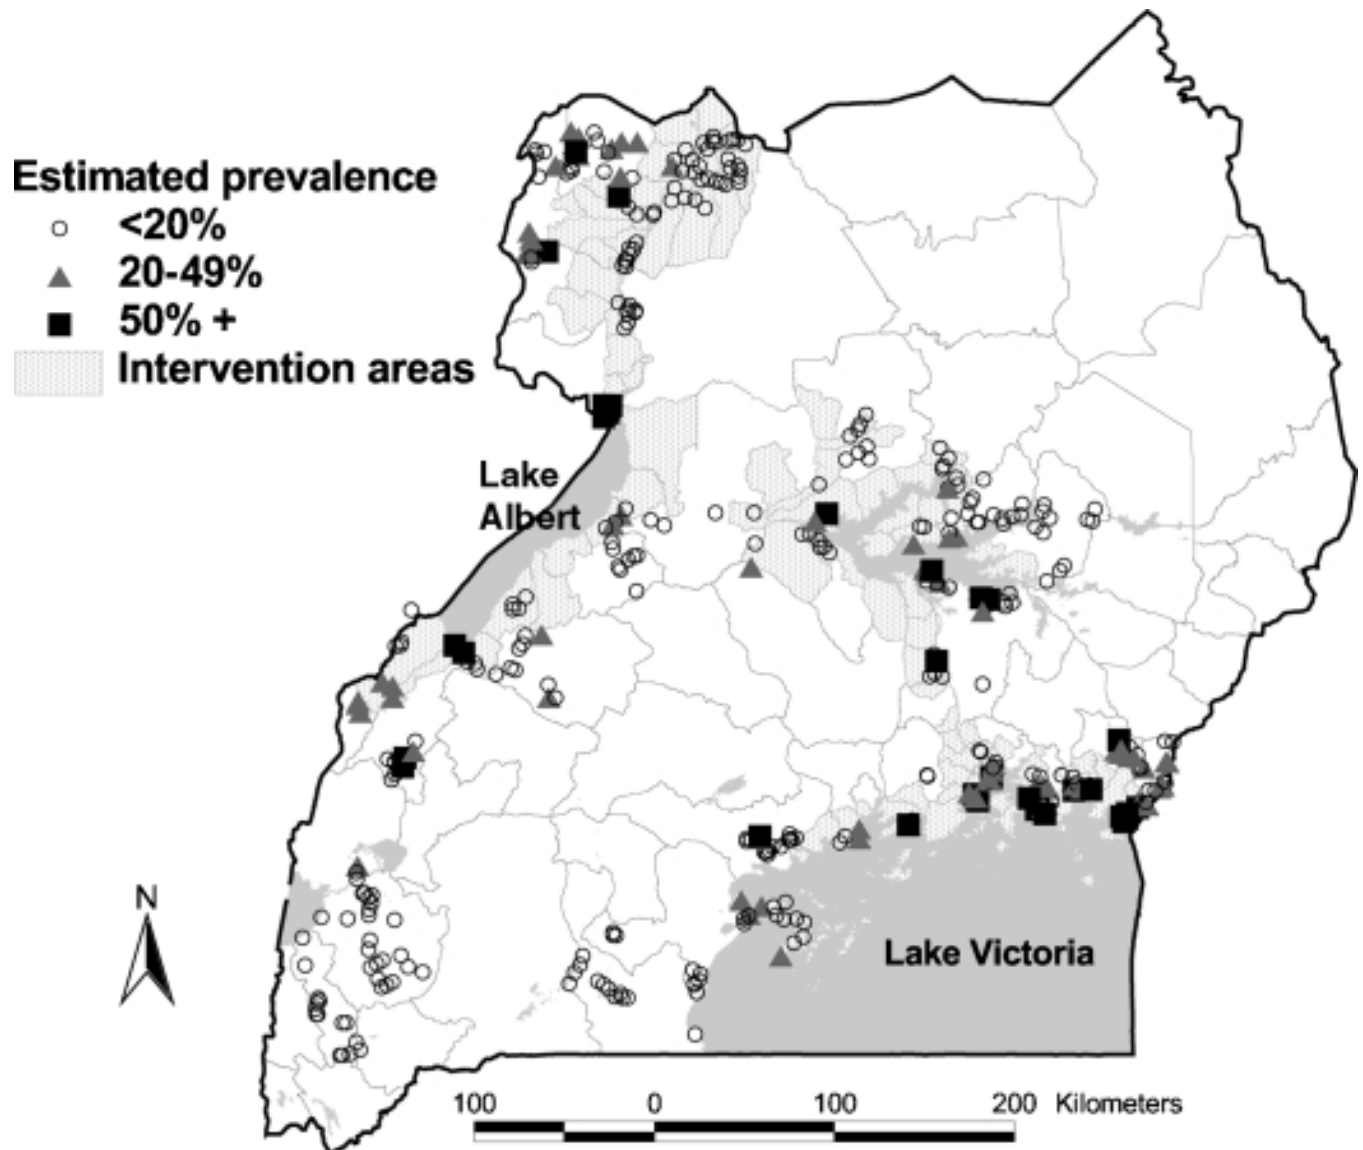 Estimated prevalence
<20%
20-49%
50% +
Intervention areas
Lake
Albert
N
Lake Victoria
100 0 100 200 Kilometers